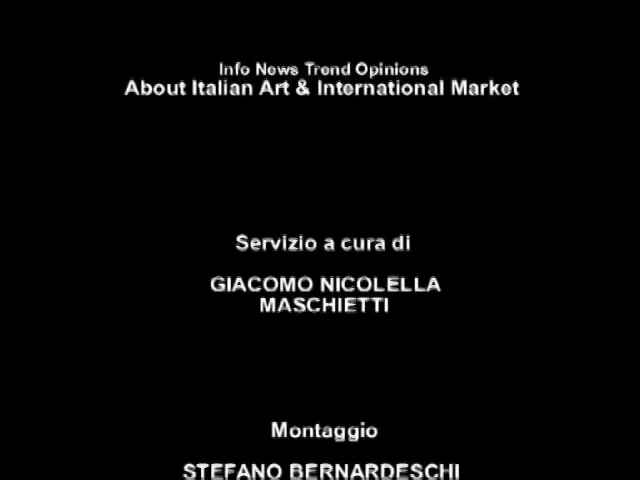 Info News Trend Opinions
About Italian Art & International Market
Servizio a cura di
GIACOMO NICOLELLA
MASCHIETTI
Montaggio
STEFANO BERNARDESCHI